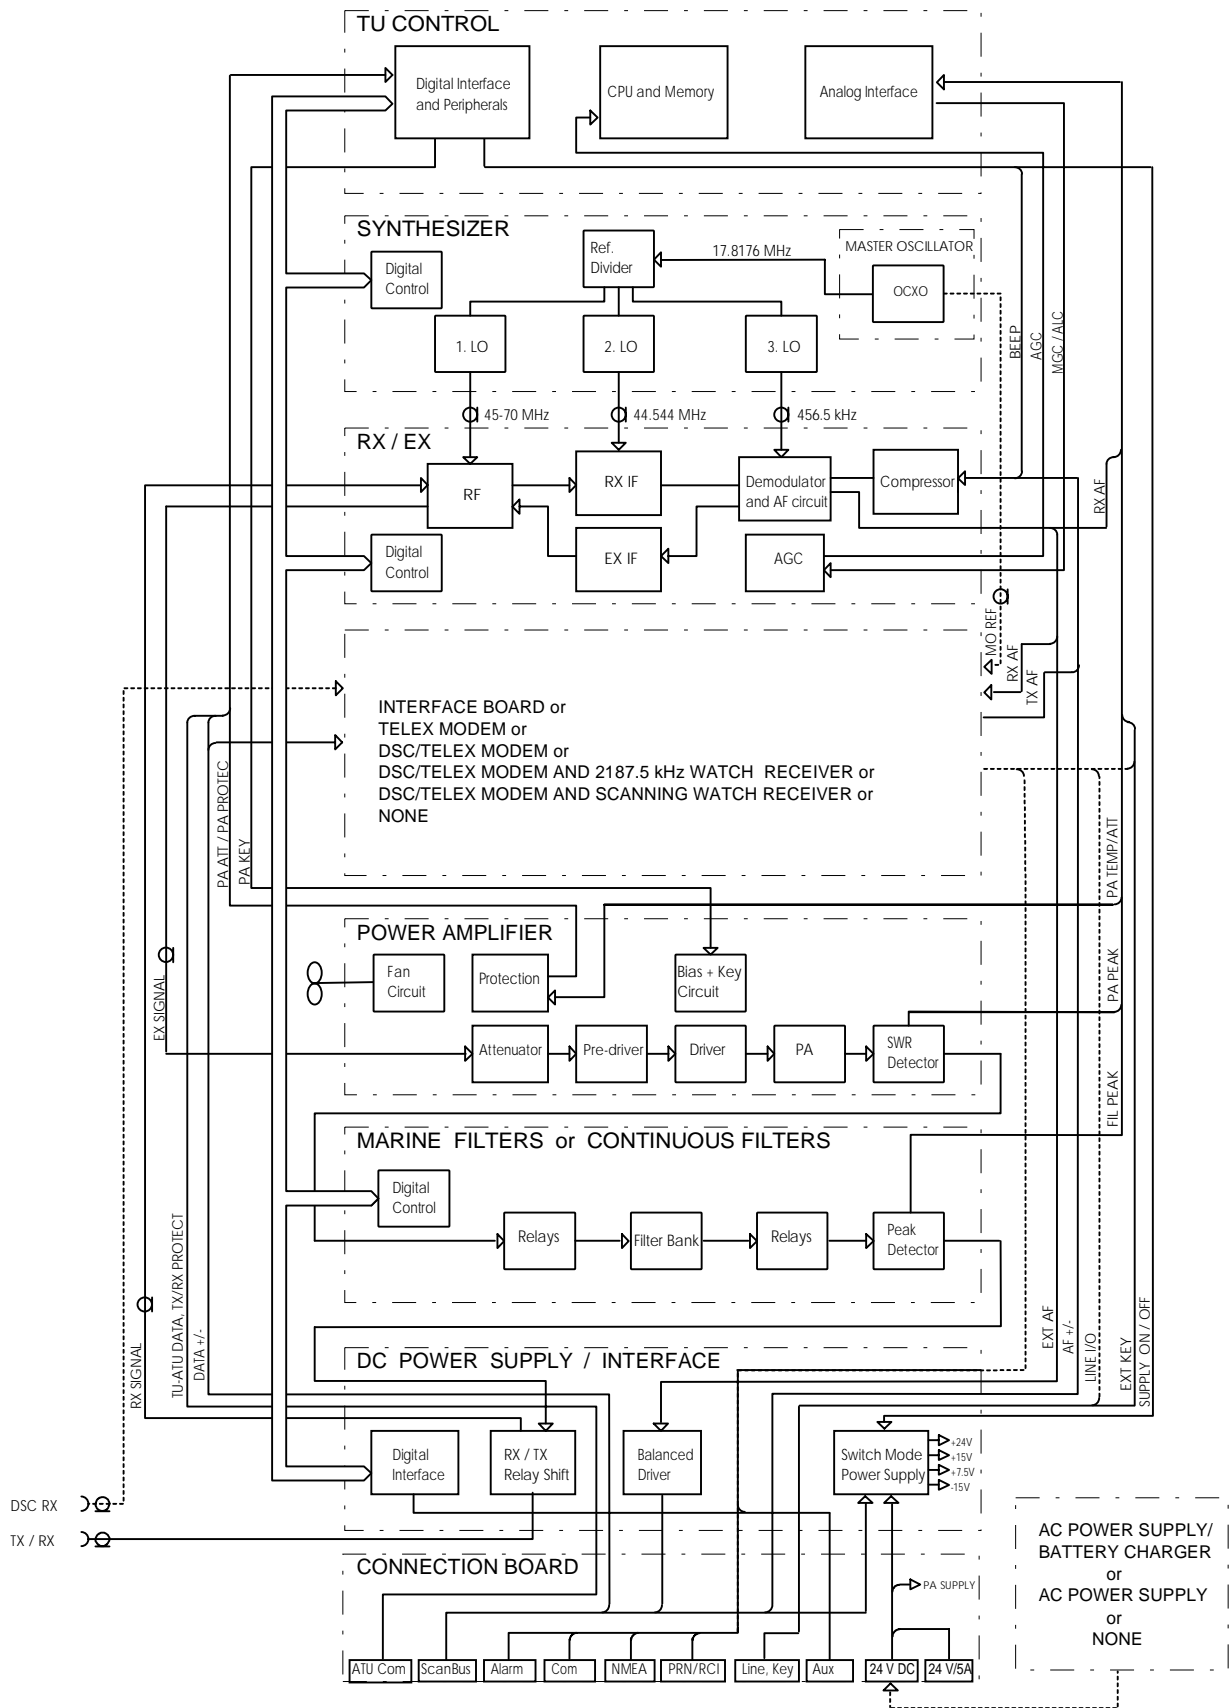 TU CONTROL
Digital Interface
and Peripherals
CPU and Memory
Analog Interface
SYNTHESIZER
Digital
Control
Ref.
Divider
17.8176 MHz
MASTER OSCILLATOR
OCXO
1. LO
2. LO
3. LO
BEEP
AGC
MGC / ALC
45-70 MHz
44.544 MHz
456.5 kHz
RX / EX
RF
RX IF
Demodulator
and AF circuit
Compressor
RX AF
EX IF
AGC
Digital
Control
MO REF
RX AF
TX AF
INTERFACE BOARD or
TELEX MODEM or
DSC/TELEX MODEM or
DSC/TELEX MODEM AND 2187.5 kHz WATCH RECEIVER or
DSC/TELEX MODEM AND SCANNING WATCH RECEIVER or
NONE
PA ATT / PA PROTEC
PA KEY
PA TEMP/ATT
POWER AMPLIFIER
Fan
Circuit
Protection
Bias + Key
Circuit
PA PEAK
EX SIGNAL
Attenuator
Pre-driver
Driver
PA
SWR
Detector
FIL PEAK
MARINE FILTERS or CONTINUOUS FILTERS
Digital
Control
Relays
Filter Bank
Relays
Peak
Detector
RX SIGNAL
TU-ATU DATA, TX/RX PROTECT
DATA +/-
EXT AF
AF +/-
LINE I/O
EXT KEY
SUPPLY ON / OFF
DC POWER SUPPLY / INTERFACE
Digital
Interface
RX / TX
Relay Shift
Balanced
Driver
Switch Mode
Power Supply
+24V
+15V
+7.5V
-15V
DSC RX
TX / RX
CONNECTION BOARD
PA SUPPLY
AC POWER SUPPLY/
BATTERY CHARGER
or
AC POWER SUPPLY
or
NONE
ATU Com
ScanBus
Alarm
Com
NMEA
PRN/RCI
Line, Key
Aux
24 V DC
24 V/5A